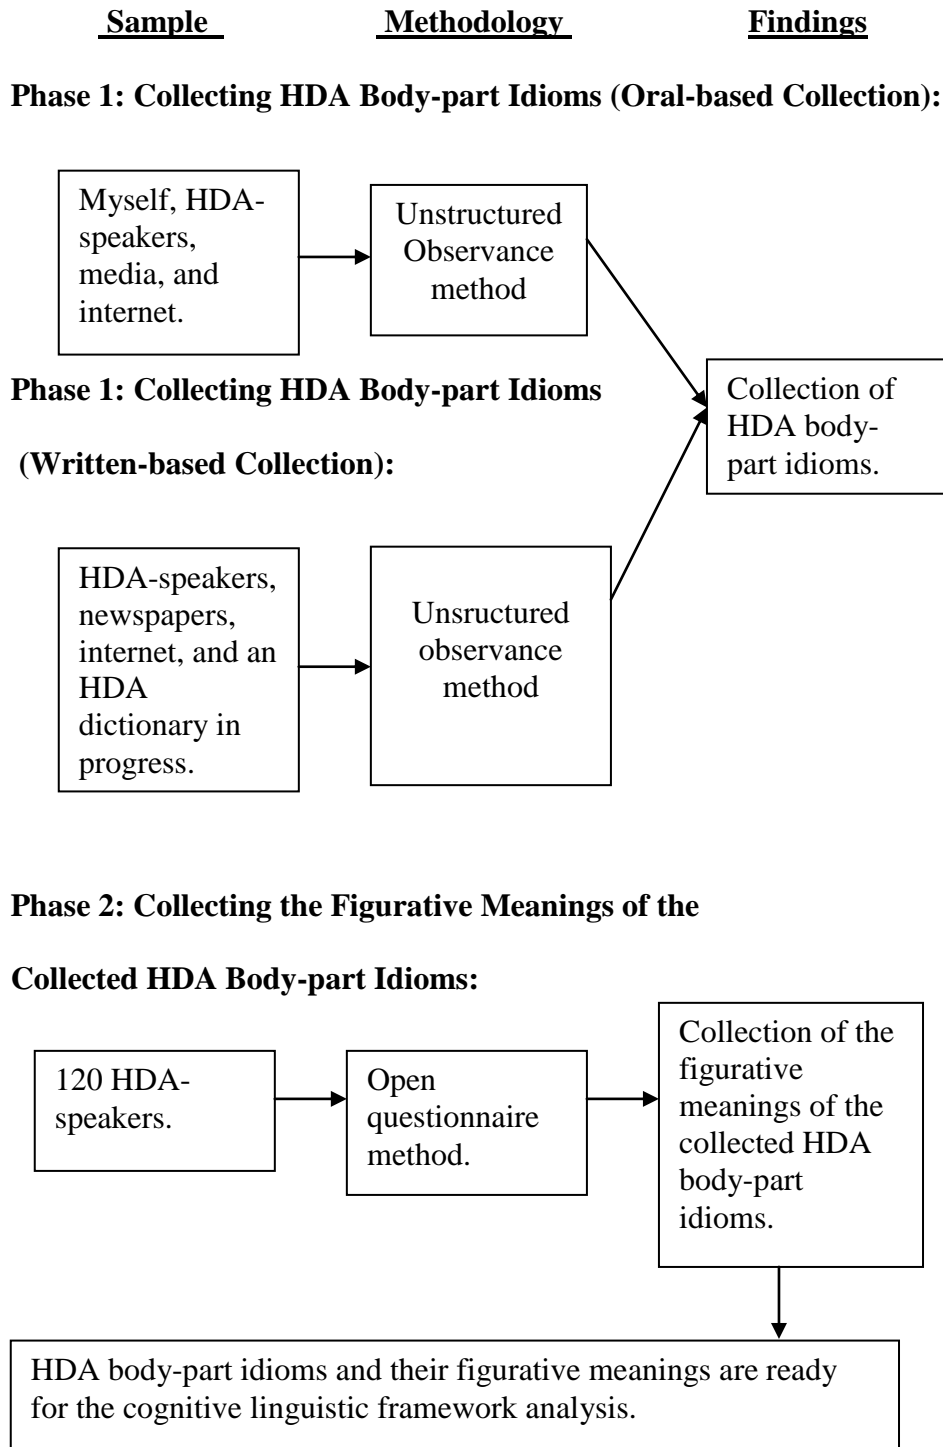 Sample Methodology Findings
Phase 1: Collecting HDA Body-part Idioms (Oral-based Collection):
Myself, HDA-
speakers,
media, and
internet.
Unstructured
Observance
method
Phase 1: Collecting HDA Body-part Idioms
(Written-based Collection):
Collection of
HDA body-
part idioms.
HDA-speakers,
newspapers,
internet, and an
HDA
dictionary in
progress.
Unsructured
observance
method
Phase 2: Collecting the Figurative Meanings of the
Collected HDA Body-part Idioms:
120 HDA-
speakers.
Open
questionnaire
method.
Collection of the
figurative
meanings of the
collected HDA
body-part
idioms.
HDA body-part idioms and their figurative meanings are ready
for the cognitive linguistic framework analysis.